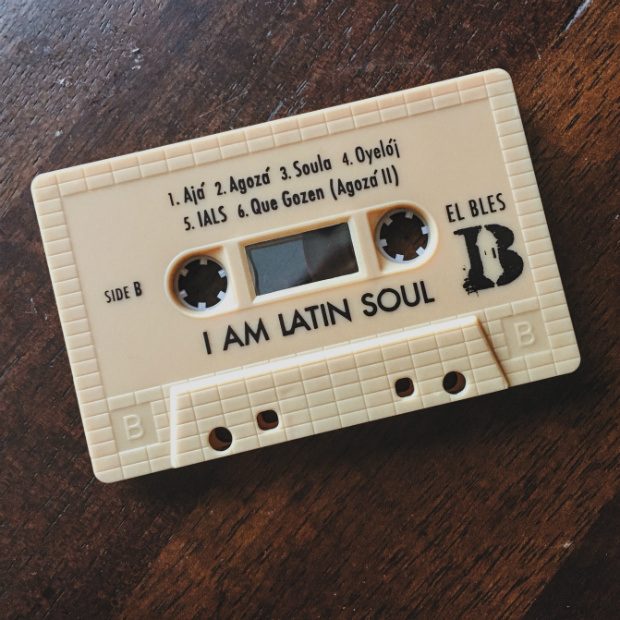 1. Ajá 2. Agozá 3. Soula 4. Oyelój
5. IALS 6. Que Gozen (Agozá II)
EL BLES
B
SIDE B
I AM LATIN SOUL
B
B